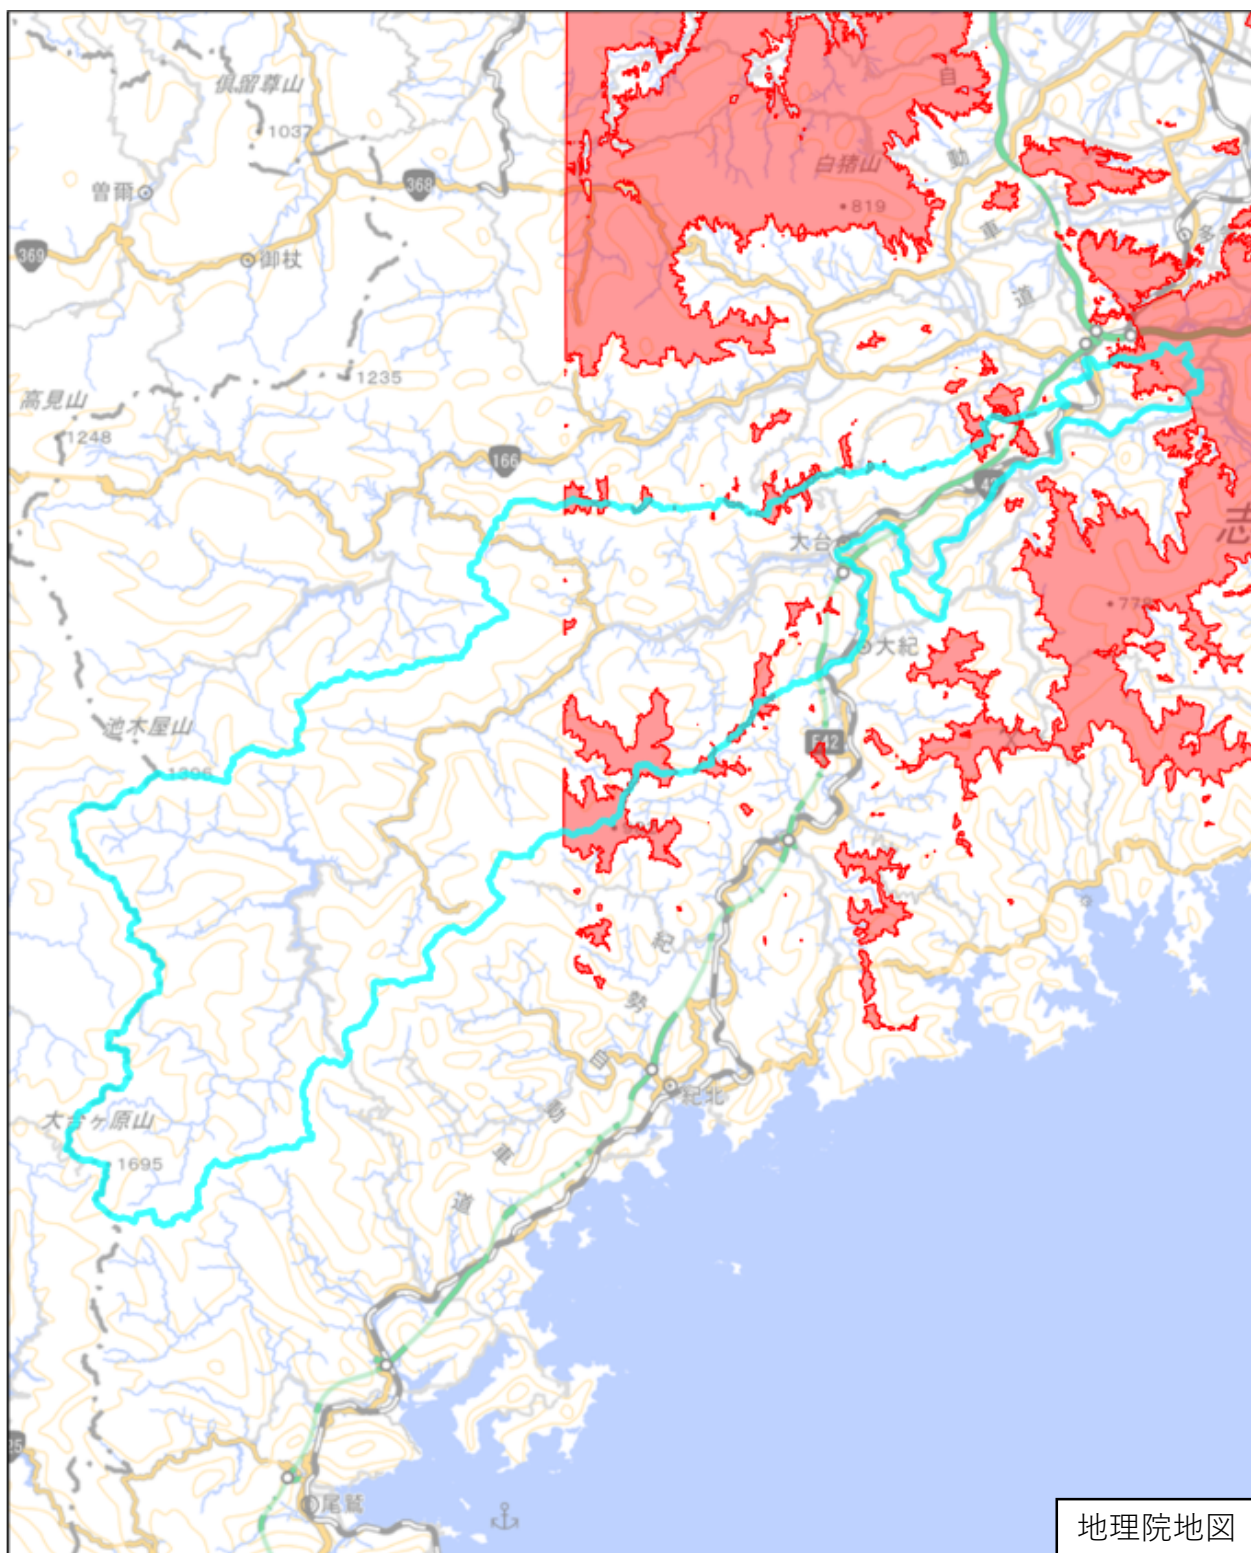 倶留尊山
1037
自
動
車
道
白猪山
819
曽爾
368
369
御杖
多
1235
高見山
1248
166
42
志
大台
778
大紀
池木屋山
1306
E42
紀
勢
自
動
車
道
大台ヶ原山
1695
紀北
25
尾鷲
地理院地図